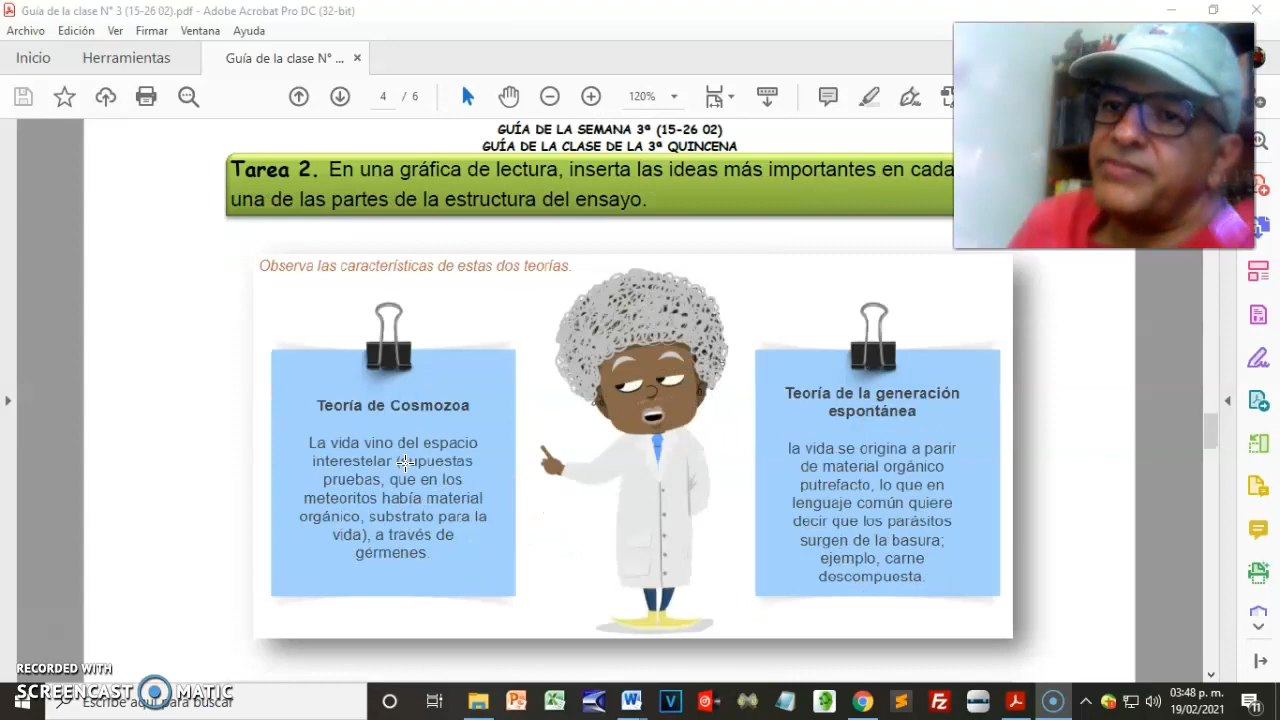 Guía de la clase N° 3 (15-26 02).pdf - Adobe Acrobat Pro DC (32-bit)
Archivo Edición Ver Firmar Ventana Ayuda
Inicio Herramientas Guía de la clase N° ... ×
4 / 6 120%
GUÍA DE LA SEMANA 3ª (15-26 02)
GUÍA DE LA CLASE DE LA 3ª QUINCENA
Tarea 2. En una gráfica de lectura, inserta las ideas más importantes en cada
una de las partes de la estructura del ensayo.
Observa las características de estas dos teorías.
Teoría de Cosmozoa
La vida vino del espacio
interestelar (supuestas
pruebas, que en los
meteoritos había material
orgánico, substrato para la
vida), a través de
gérmenes.
Teoría de la generación
espontánea
la vida se origina a parir
de material orgánico
putrefacto, lo que en
lenguaje común quiere
decir que los parásitos
surgen de la basura;
ejemplo, carne
descompuesta.
RECORDED WITH
SCREENCAST MATIC
Escribe aquí para buscar
03:48 p. m.
19/02/2021
11